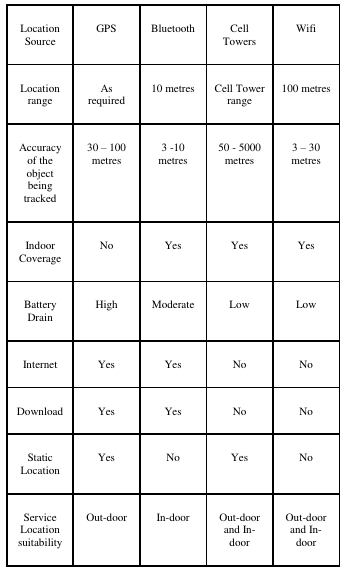 Location Source GPS Bluetooth Cell Towers Wifi
Location range As required 10 metres Cell Tower range 100 metres
Accuracy of the object being tracked 30 – 100 metres 3 -10 metres 50 - 5000 metres 3 – 30 metres
Indoor Coverage No Yes Yes Yes
Battery Drain High Moderate Low Low
Internet Yes Yes No No
Download Yes Yes No No
Static Location Yes No Yes No
Service Location suitability Out-door In-door Out-door and In-door Out-door and In-door